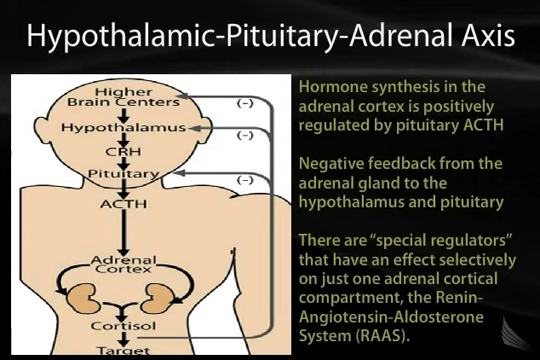 Hypothalamic-Pituitary-Adrenal Axis
Higher
Brain Centers
(-)
Hypothalamus
(-)
CRH
Pituitary
(-)
ACTH
Adrenal
Cortex
Cortisol
Target
Hormone synthesis in the
adrenal cortex is positively
regulated by pituitary ACTH
Negative feedback from the
adrenal gland to the
hypothalamus and pituitary
There are “special regulators”
that have an effect selectively
on just one adrenal cortical
compartment, the Renin-
Angiotensin-Aldosterone
System (RAAS).